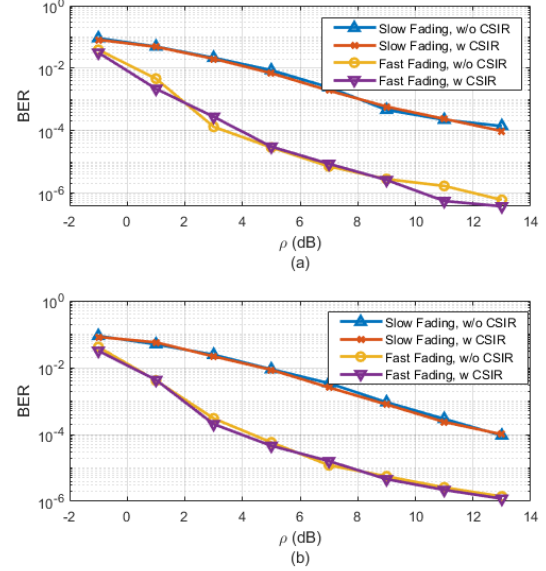 10^0
10^-2
10^-4
10^-6
BER
Slow Fading, w/o CSIR
Slow Fading, w CSIR
Fast Fading, w/o CSIR
Fast Fading, w CSIR
-2 0 2 4 6 8 10 12 14
ρ (dB)
(a)
10^0
10^-2
10^-4
10^-6
BER
Slow Fading, w/o CSIR
Slow Fading, w CSIR
Fast Fading, w/o CSIR
Fast Fading, w CSIR
-2 0 2 4 6 8 10 12 14
ρ (dB)
(b)